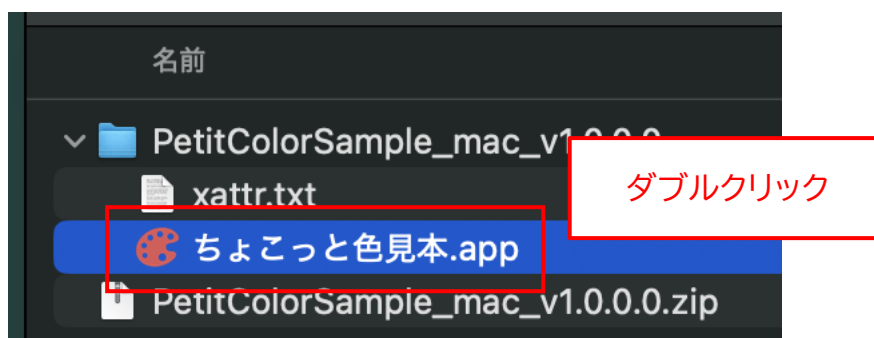 名前
PetitColorSample_mac_v1.0.0.0
ダブルクリック
xattr.txt
ちょこっと色見本.app
PetitColorSample_mac_v1.0.0.0.zip